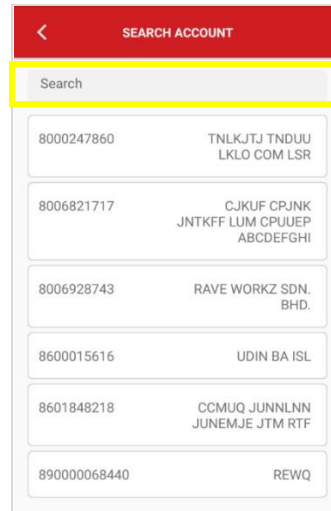 SEARCH ACCOUNT
Search
8000247860 TNLKJTJ TNDUU
LKLO COM LSR
8006821717 CJKUF CPJNK
JNTKFF LUM CPUUEP
ABCDEFGHI
8006928743 RAVE WORKZ SDN.
BHD.
8600015616 UDIN BA ISL
8601848218 CCMUQ JUNNLNN
JUNEMJE JTM RTF
890000068440 REWQ